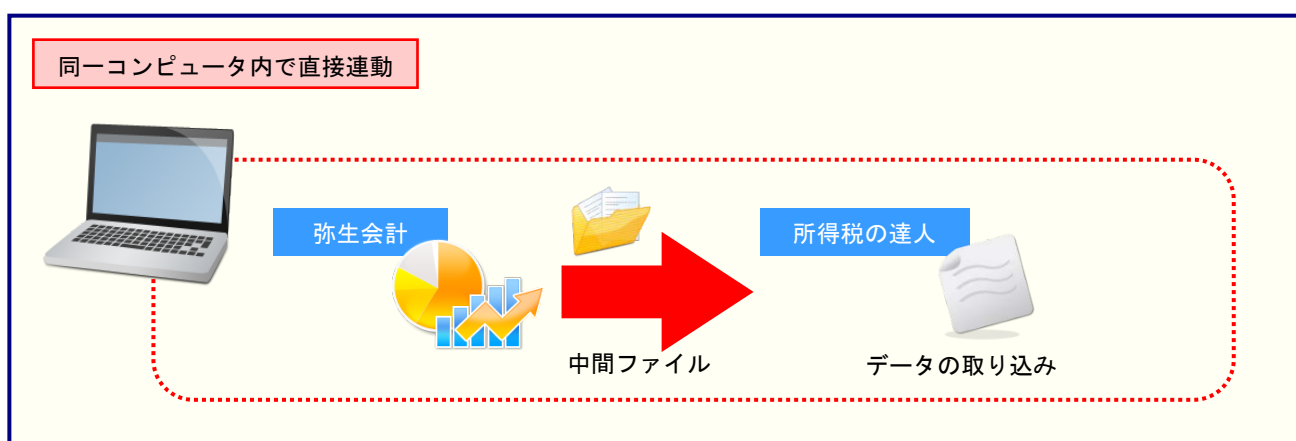 同一コンピュータ内で直接連動
弥生会計
所得税の達人
中間ファイル
データの取り込み